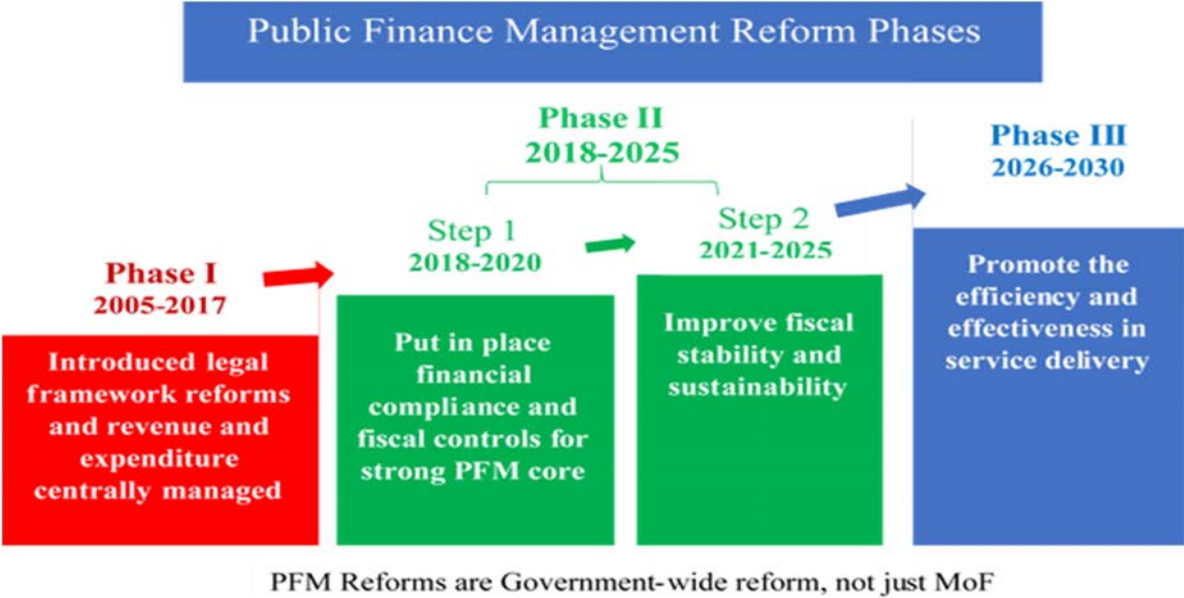 Public Finance Management Reform Phases
Phase I
2005-2017
Introduced legal
framework reforms
and revenue and
expenditure
centrally managed
Phase II
2018-2025
Step 1
2018-2020
Put in place
financial
compliance and
fiscal controls for
strong PFM core
Step 2
2021-2025
Improve fiscal
stability and
sustainability
Phase III
2026-2030
Promote the
efficiency and
effectiveness in
service delivery
PFM Reforms are Government-wide reform, not just MoF